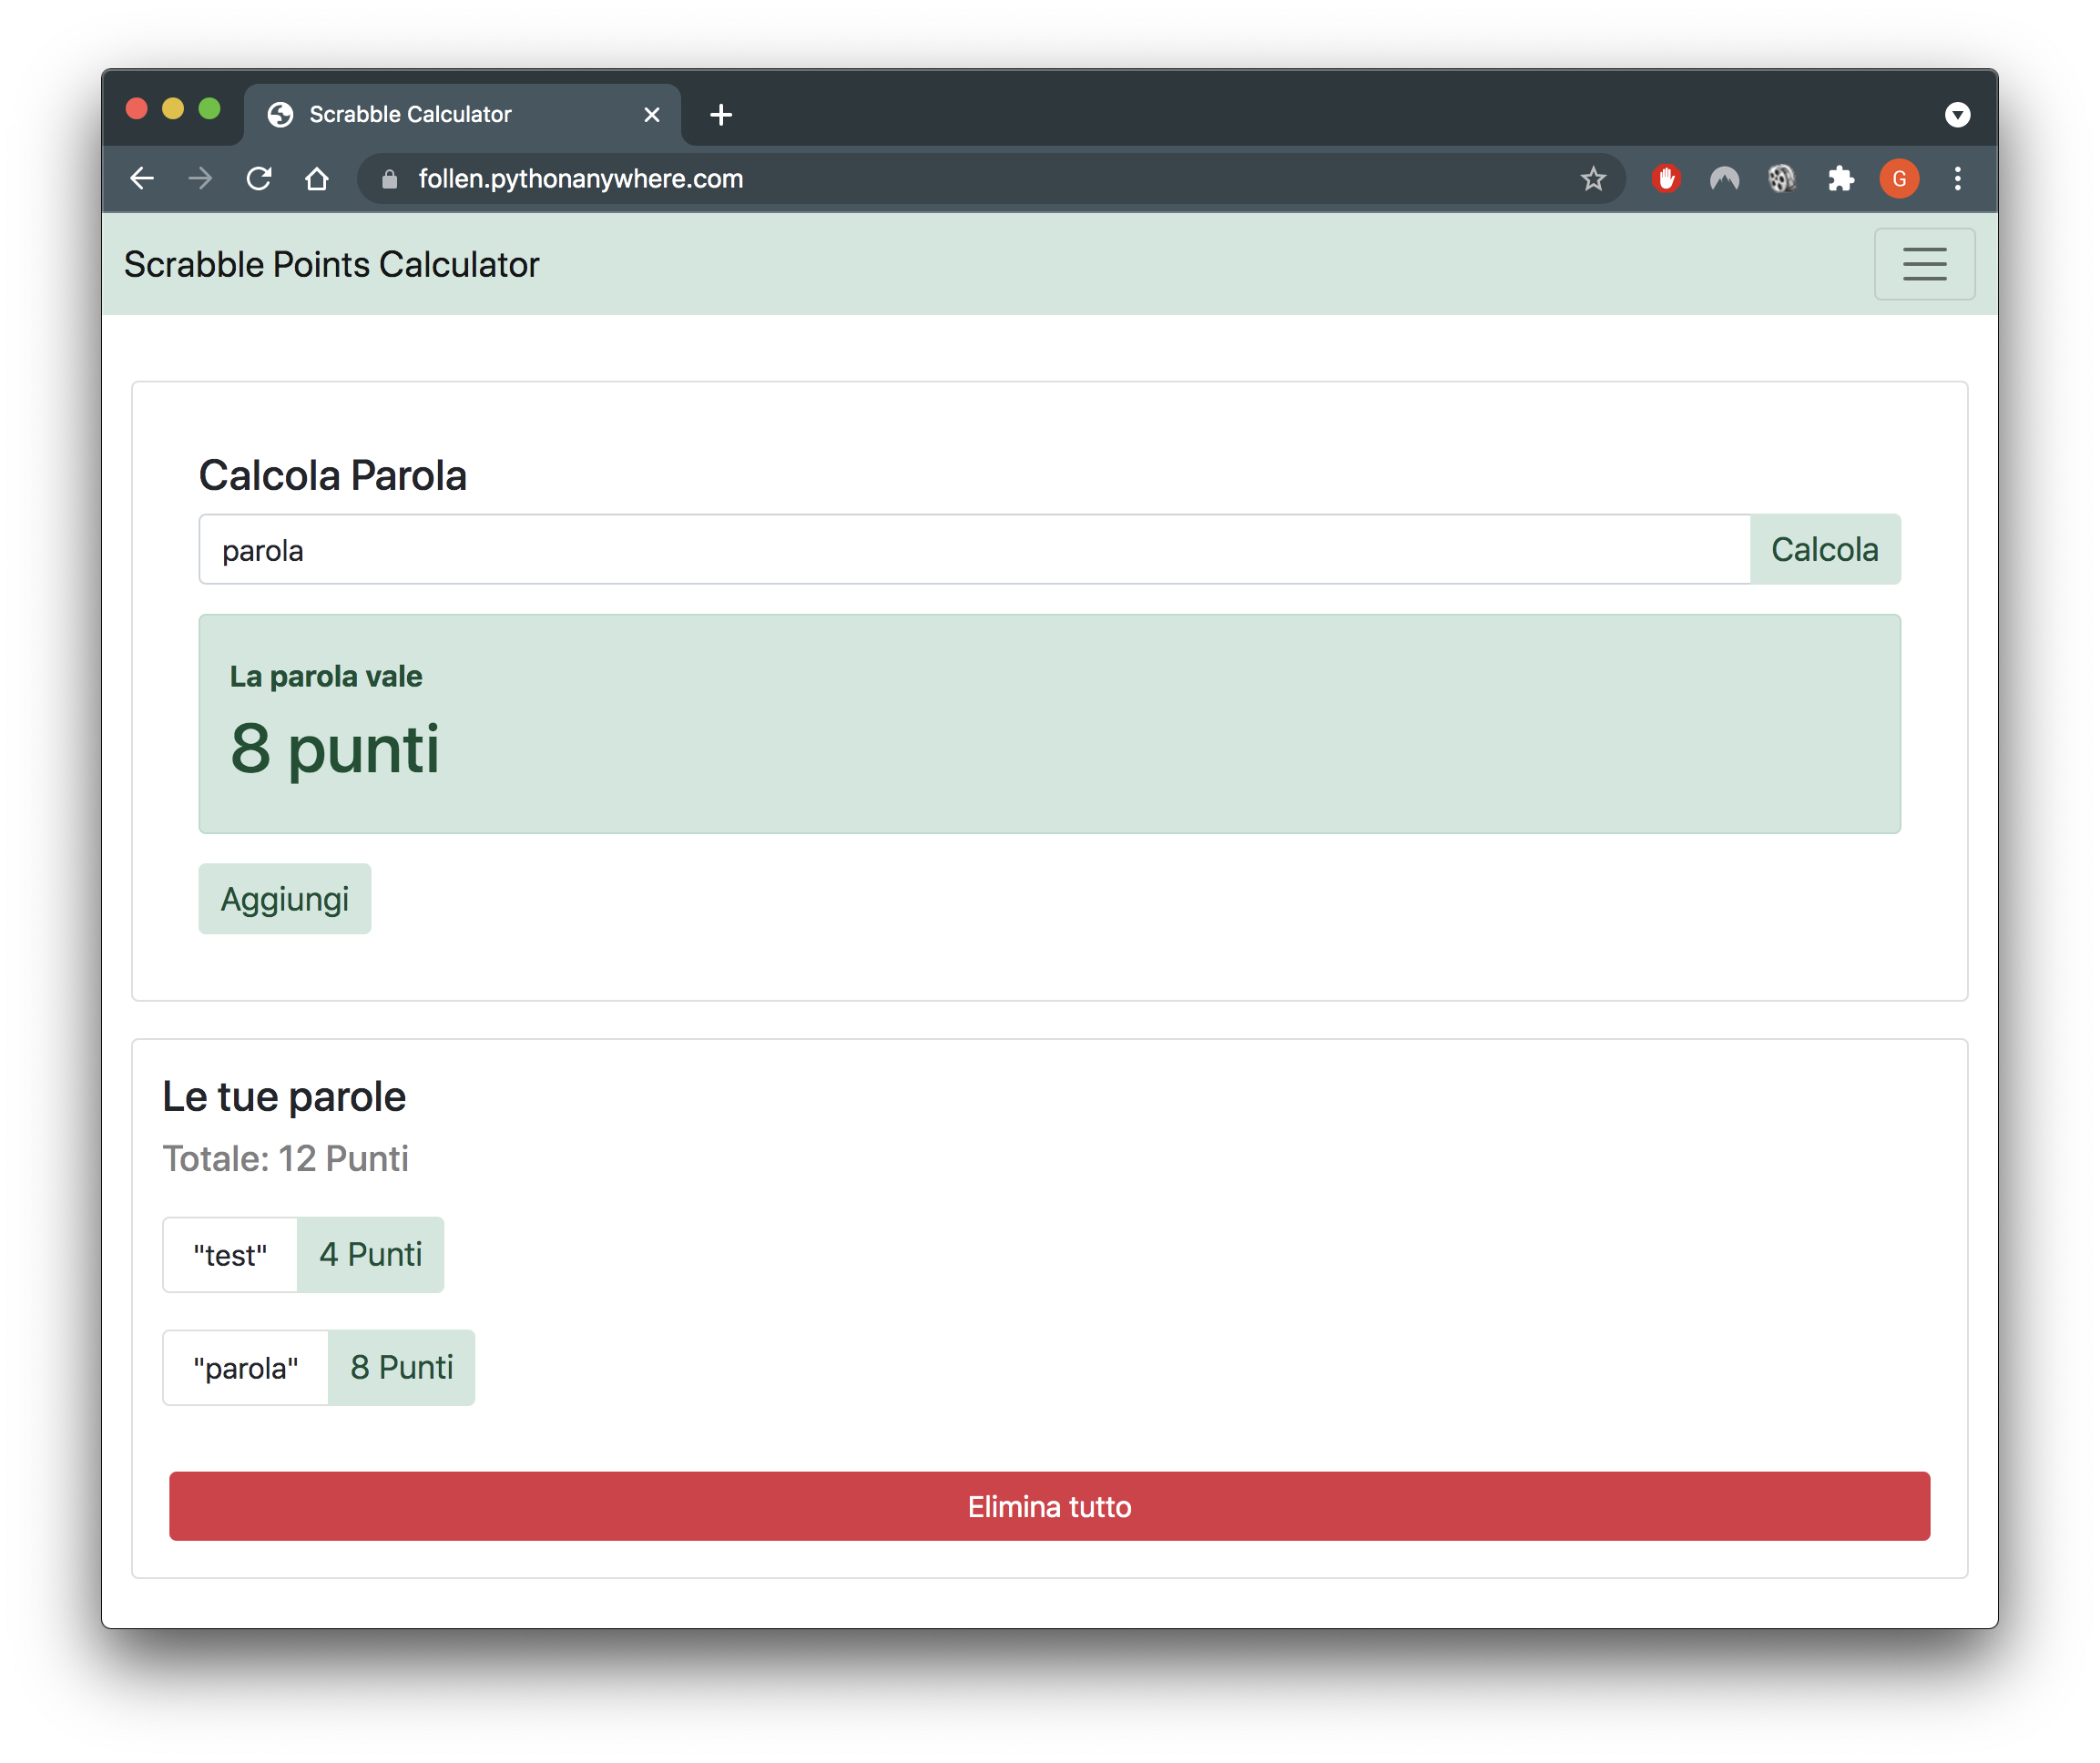 Scrabble Calculator
follen.pythonanywhere.com
G
Scrabble Points Calculator
Calcola Parola
parola
Calcola
La parola vale
8 punti
Aggiungi
Le tue parole
Totale: 12 Punti
"test" 4 Punti
"parola" 8 Punti
Elimina tutto